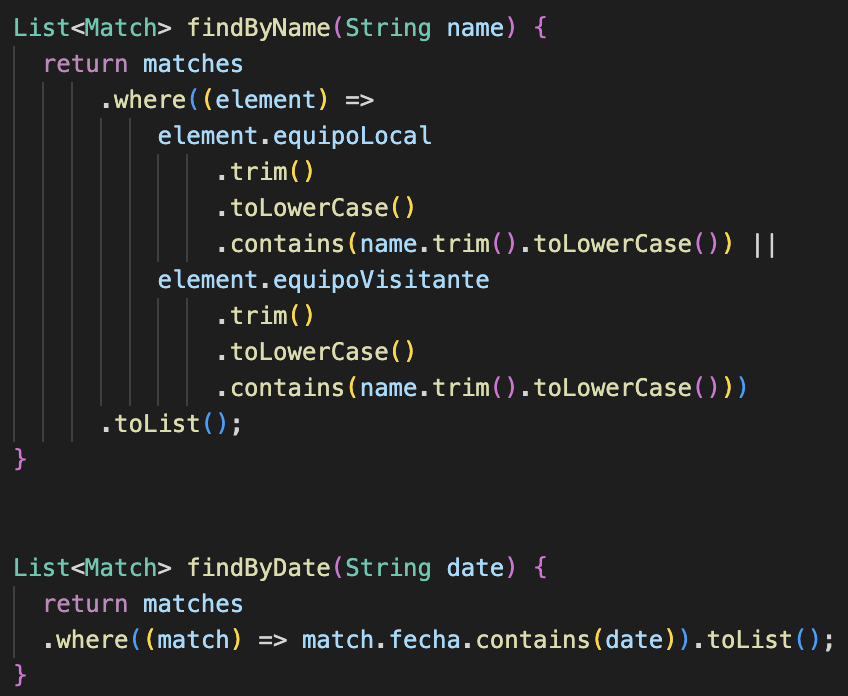 List<Match> findByName(String name) {
  return matches
      .where((element) =>
          element.equipoLocal
              .trim()
              .toLowerCase()
              .contains(name.trim().toLowerCase()) ||
          element.equipoVisitante
              .trim()
              .toLowerCase()
              .contains(name.trim().toLowerCase()))
      .toList();
}
List<Match> findByDate(String date) {
  return matches
  .where((match) => match.fecha.contains(date)).toList();
}